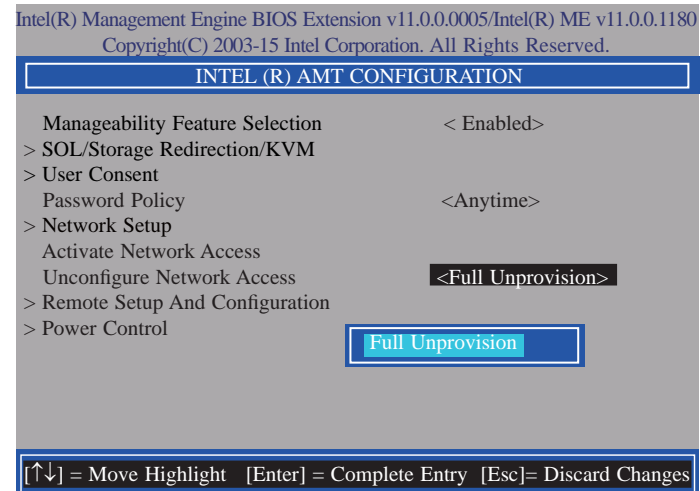 Intel(R) Management Engine BIOS Extension v11.0.0.0005/Intel(R) ME v11.0.0.1180
Copyright(C) 2003-15 Intel Corporation. All Rights Reserved.
INTEL (R) AMT CONFIGURATION
Manageability Feature Selection < Enabled>
> SOL/Storage Redirection/KVM
> User Consent
Password Policy <Anytime>
> Network Setup
Activate Network Access
Unconfigure Network Access <Full Unprovision>
> Remote Setup And Configuration
> Power Control
Full Unprovision
[↑↓] = Move Highlight [Enter] = Complete Entry [Esc]= Discard Changes